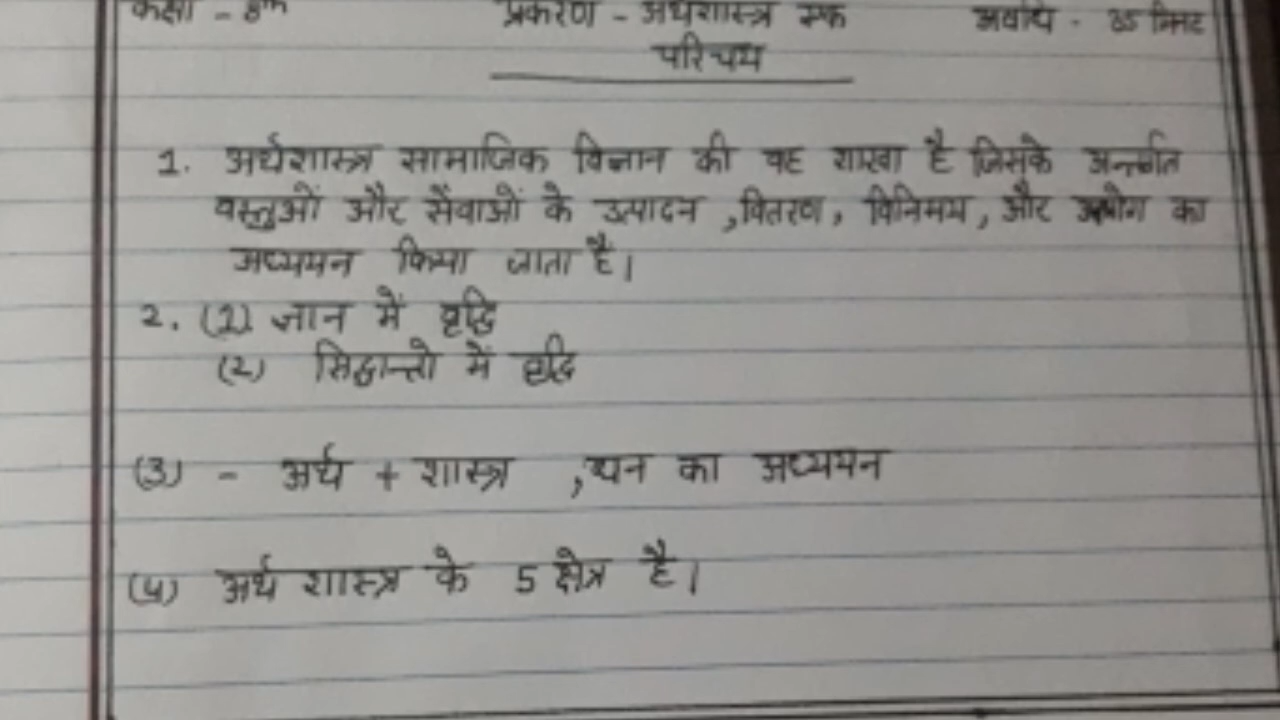 कक्षा - 8th प्रकरण - अर्थशास्त्र एक अवधि - 35 मिनट
परिचय
1. अर्थशास्त्र सामाजिक विज्ञान की वह शाखा है जिसके अन्तर्गत
वस्तुओं और सेंवाओं के उत्पादन , वितरण, विनिमय, और उपभोग का
अध्ययन किया जाता है।
2. (1) ज्ञान में वृद्धि
(2) सिद्धान्तो में वृद्धि
(3) - अर्थ + शास्त्र , धन का अध्ययन
(4) अर्थ शास्त्र के 5 क्षेत्र है।